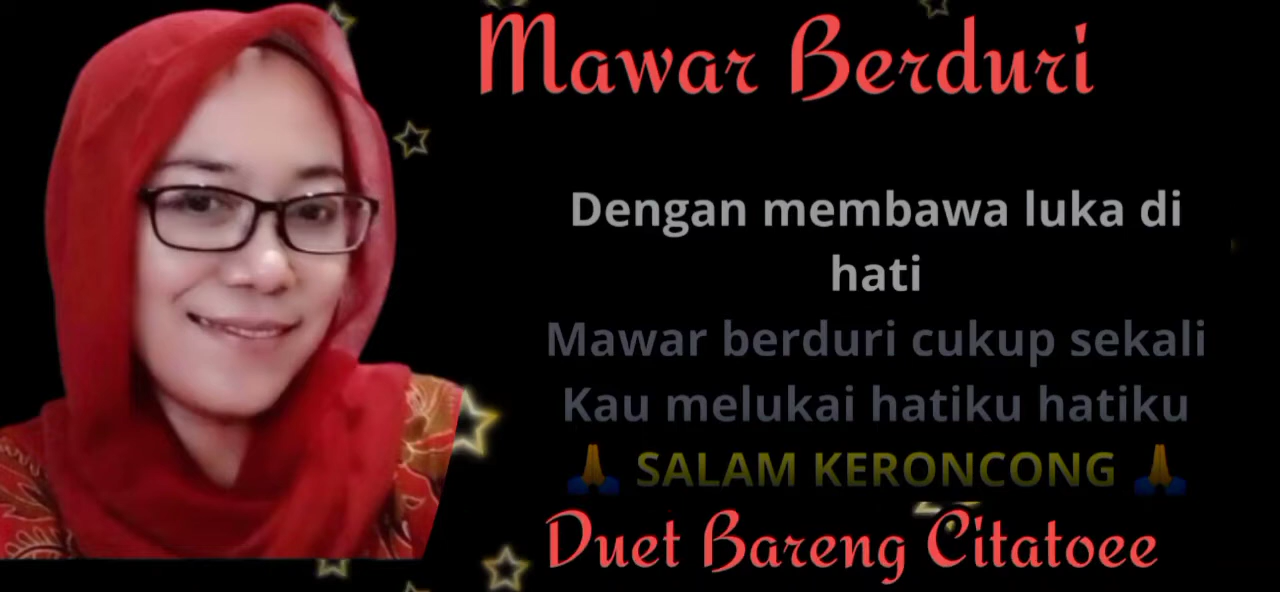 Mawar Berduri
Dengan membawa luka di
hati
Mawar berduri cukup sekali
Kau melukai hatiku hatiku
🙏 SALAM KERONCONG 🙏
Duet Bareng Citatoee